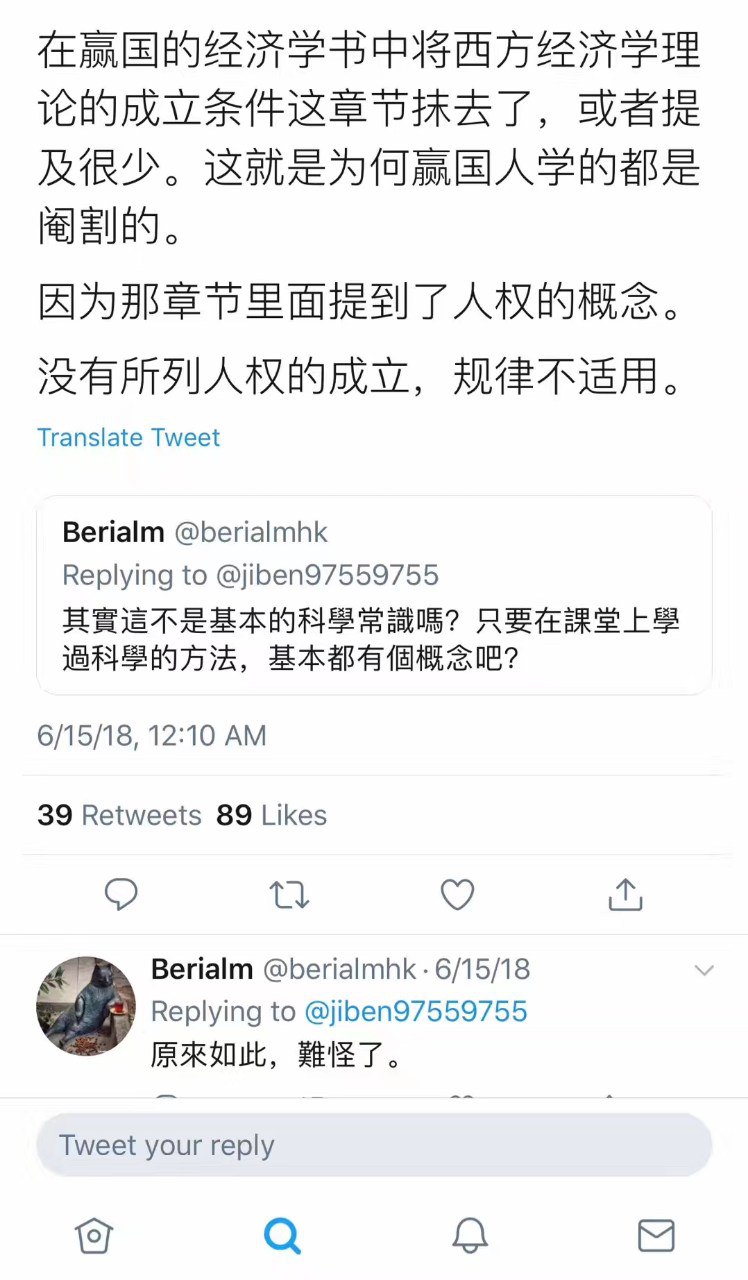 在赢国的经济学书中将西方经济学理
论的成立条件这章节抹去了，或者提
及很少。这就是为何赢国人学的都是
阉割的。
因为那章节里面提到了人权的概念。
没有所列人权的成立，规律不适用。
Translate Tweet
Berialm @berialmhk
Replying to @jiben97559755
其實這不是基本的科學常識嗎？只要在課堂上學
過科學的方法，基本都有個概念吧？
6/15/18, 12:10 AM
39 Retweets 89 Likes
Berialm @berialmhk · 6/15/18
Replying to @jiben97559755
原來如此，難怪了。
Tweet your reply